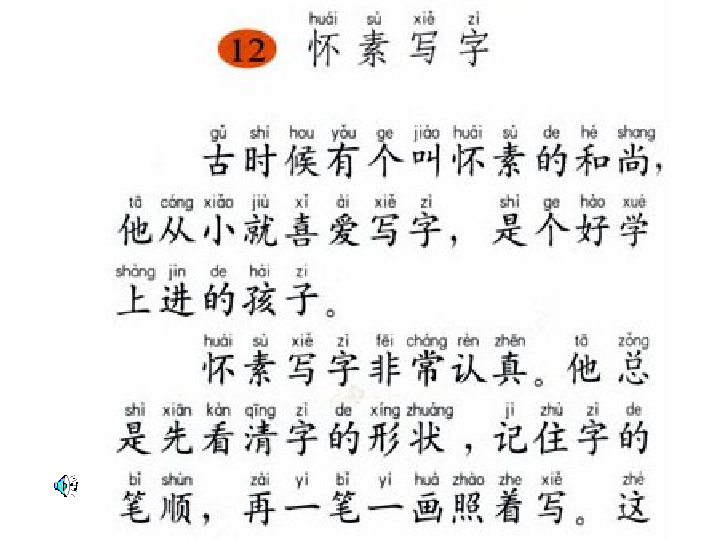 huái sù xiě zì
12 怀素写字
gǔ shí hou yǒu ge jiào huái sù de hé shang
古时候有个叫怀素的和尚，
tā cóng xiǎo jiù xǐ ài xiě zì shì ge hào xué
他从小就喜爱写字，是个好学
shàng jìn de hái zi
上进的孩子。
huái sù xiě zì fēi cháng rèn zhēn tā zǒng
怀素写字非常认真。他总
shì xiān kàn qīng zì de xíng zhuàng jì zhù zì de
是先看清字的形状，记住字的
bǐ shùn zài yì bǐ yí huà zhào zhe xiě zhè
笔顺，再一笔一画照着写。这